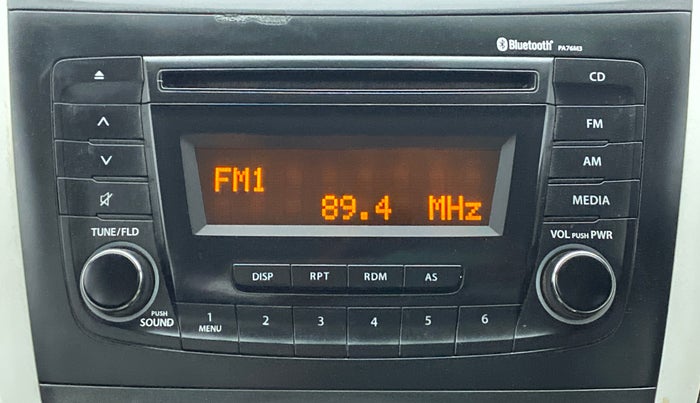 Bluetooth PA76M3
CD
FM
AM
MEDIA
FM1
89.4 MHz
TUNE/FLD
VOL PUSH PWR
DISP RPT RDM AS
PUSH
SOUND
1 2 3 4 5 6
MENU